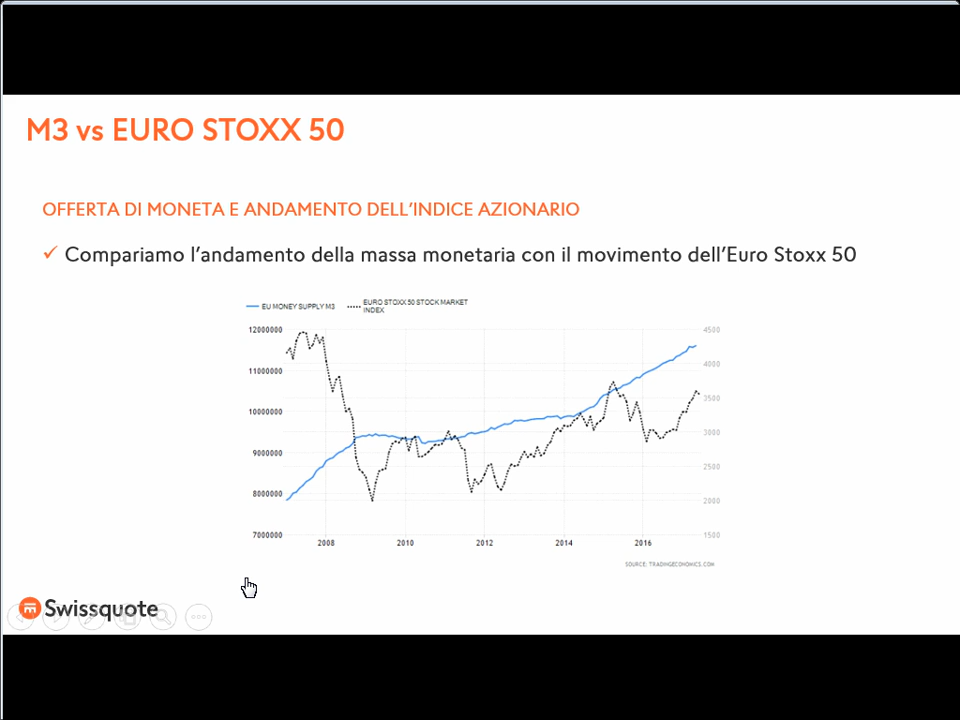 M3 vs EURO STOXX 50
OFFERTA DI MONETA E ANDAMENTO DELL'INDICE AZIONARIO
✓ Compariamo l'andamento della massa monetaria con il movimento dell'Euro Stoxx 50
EU MONEY SUPPLY M3
EURO STOXX 50 STOCK MARKET
INDEX
12000000
4500
11000000
4000
10000000
3500
9000000
3000
8000000
2500
7000000
2000
1500
2008
2010
2012
2014
2016
SOURCE: TRADINGECONOMICS.COM
Swissquote